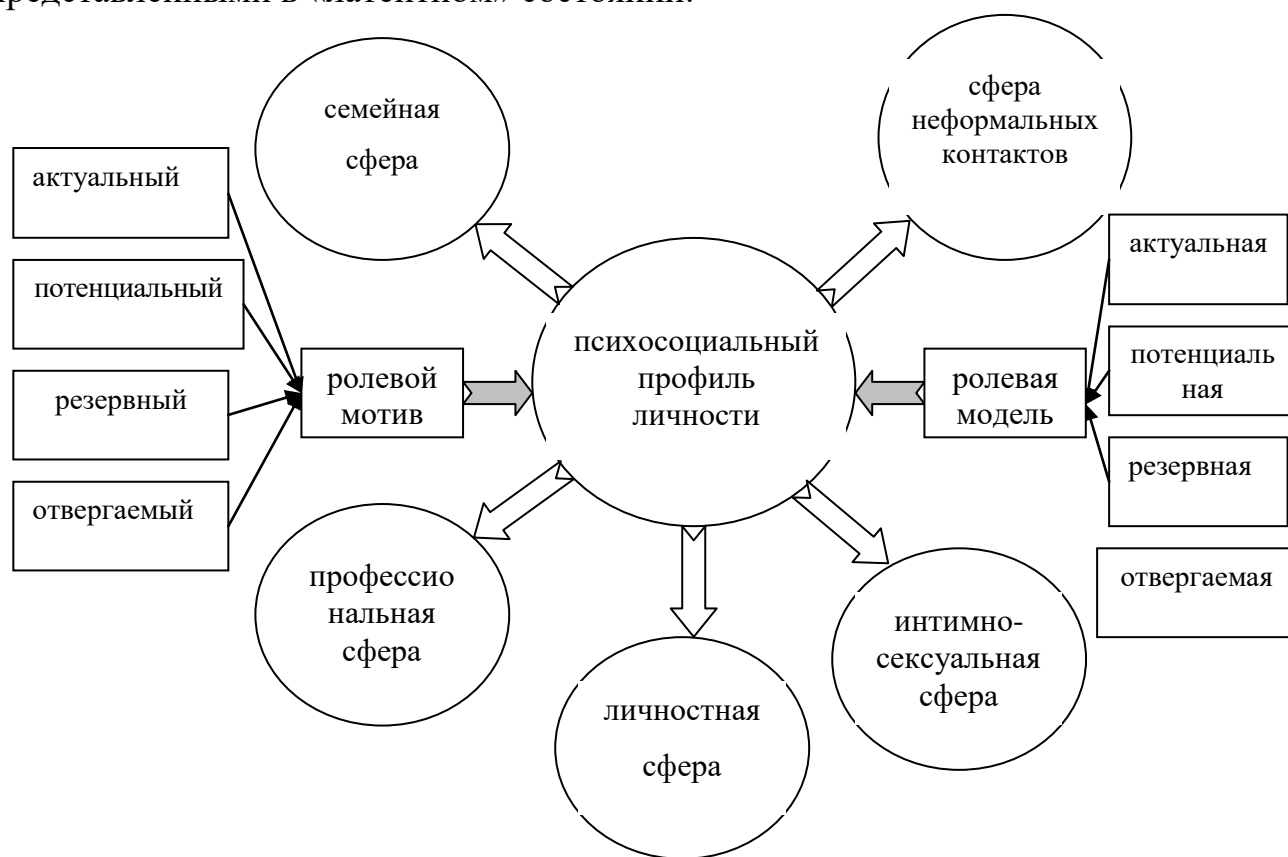 представленными в «латентном» состоянии.
семейная
сфера
сфера
неформальных
контактов
актуальный
потенциальный
резервный
отвергаемый
ролевой
мотив
психосоциальный
профиль
личности
ролевая
модель
актуальная
потенциаль
ная
резервная
отвергаемая
профессио
нальная
сфера
личностная
сфера
интимно-
сексуальная
сфера